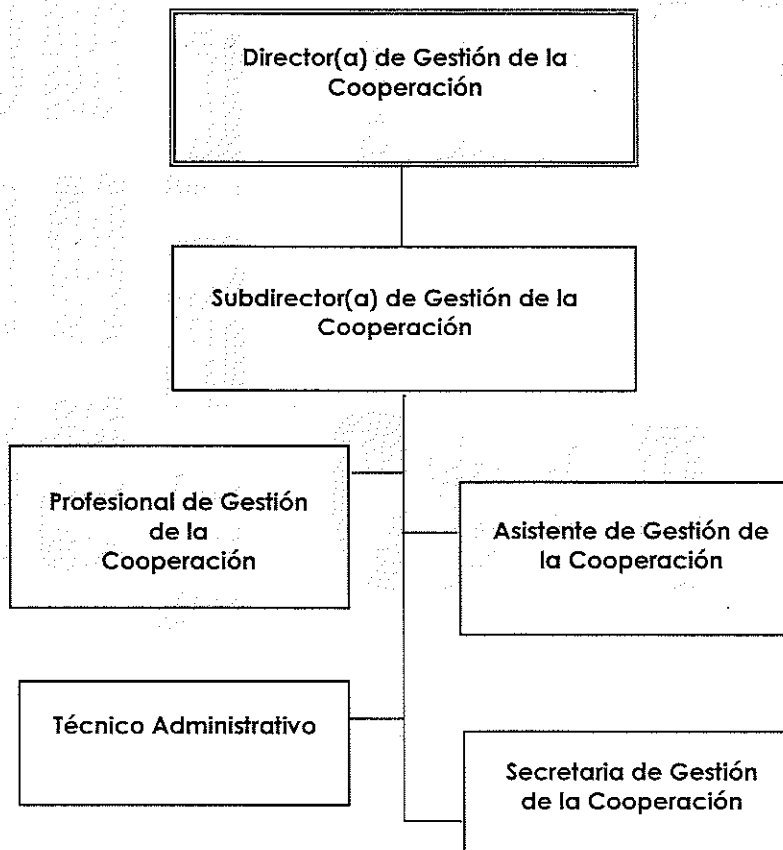 Director(a) de Gestión de la
Cooperación
Subdirector(a) de Gestión de la
Cooperación
Profesional de Gestión
de la
Cooperación
Asistente de Gestión de
la Cooperación
Técnico Administrativo
Secretaria de Gestión
de la Cooperación